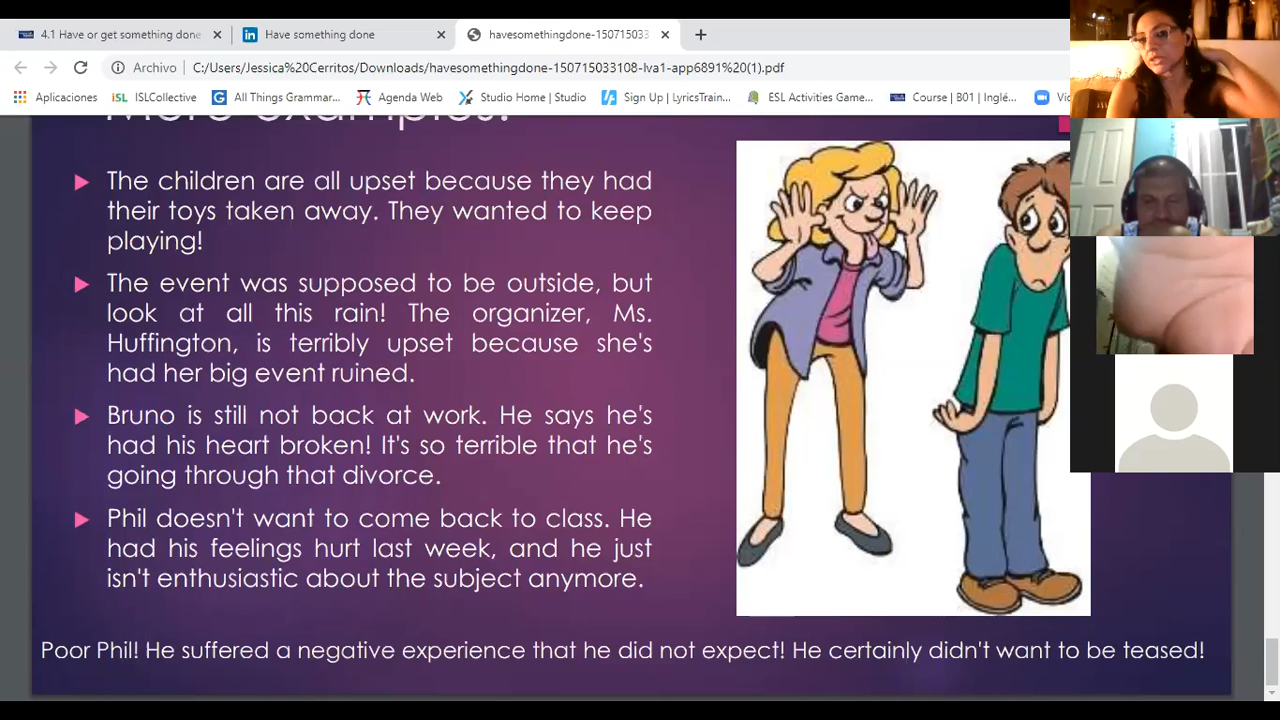 4.1 Have or get something done
Have something done
havesomethingdone-150715033
Archivo
C:/Users/Jessica%20Cerritos/Downloads/havesomethingdone-150715033108-lva1-app6891%20(1).pdf
Aplicaciones
iSL ISLCollective
All Things Grammar...
Agenda Web
Studio Home | Studio
Sign Up | LyricsTrain...
ESL Activities Game...
Course | B01 | Inglé...
More examples:
The children are all upset because they had
their toys taken away. They wanted to keep
playing!
The event was supposed to be outside, but
look at all this rain! The organizer, Ms.
Huffington, is terribly upset because she's
had her big event ruined.
Bruno is still not back at work. He says he's
had his heart broken! It's so terrible that he's
going through that divorce.
Phil doesn't want to come back to class. He
had his feelings hurt last week, and he just
isn't enthusiastic about the subject anymore.
Poor Phil! He suffered a negative experience that he did not expect! He certainly didn't want to be teased!